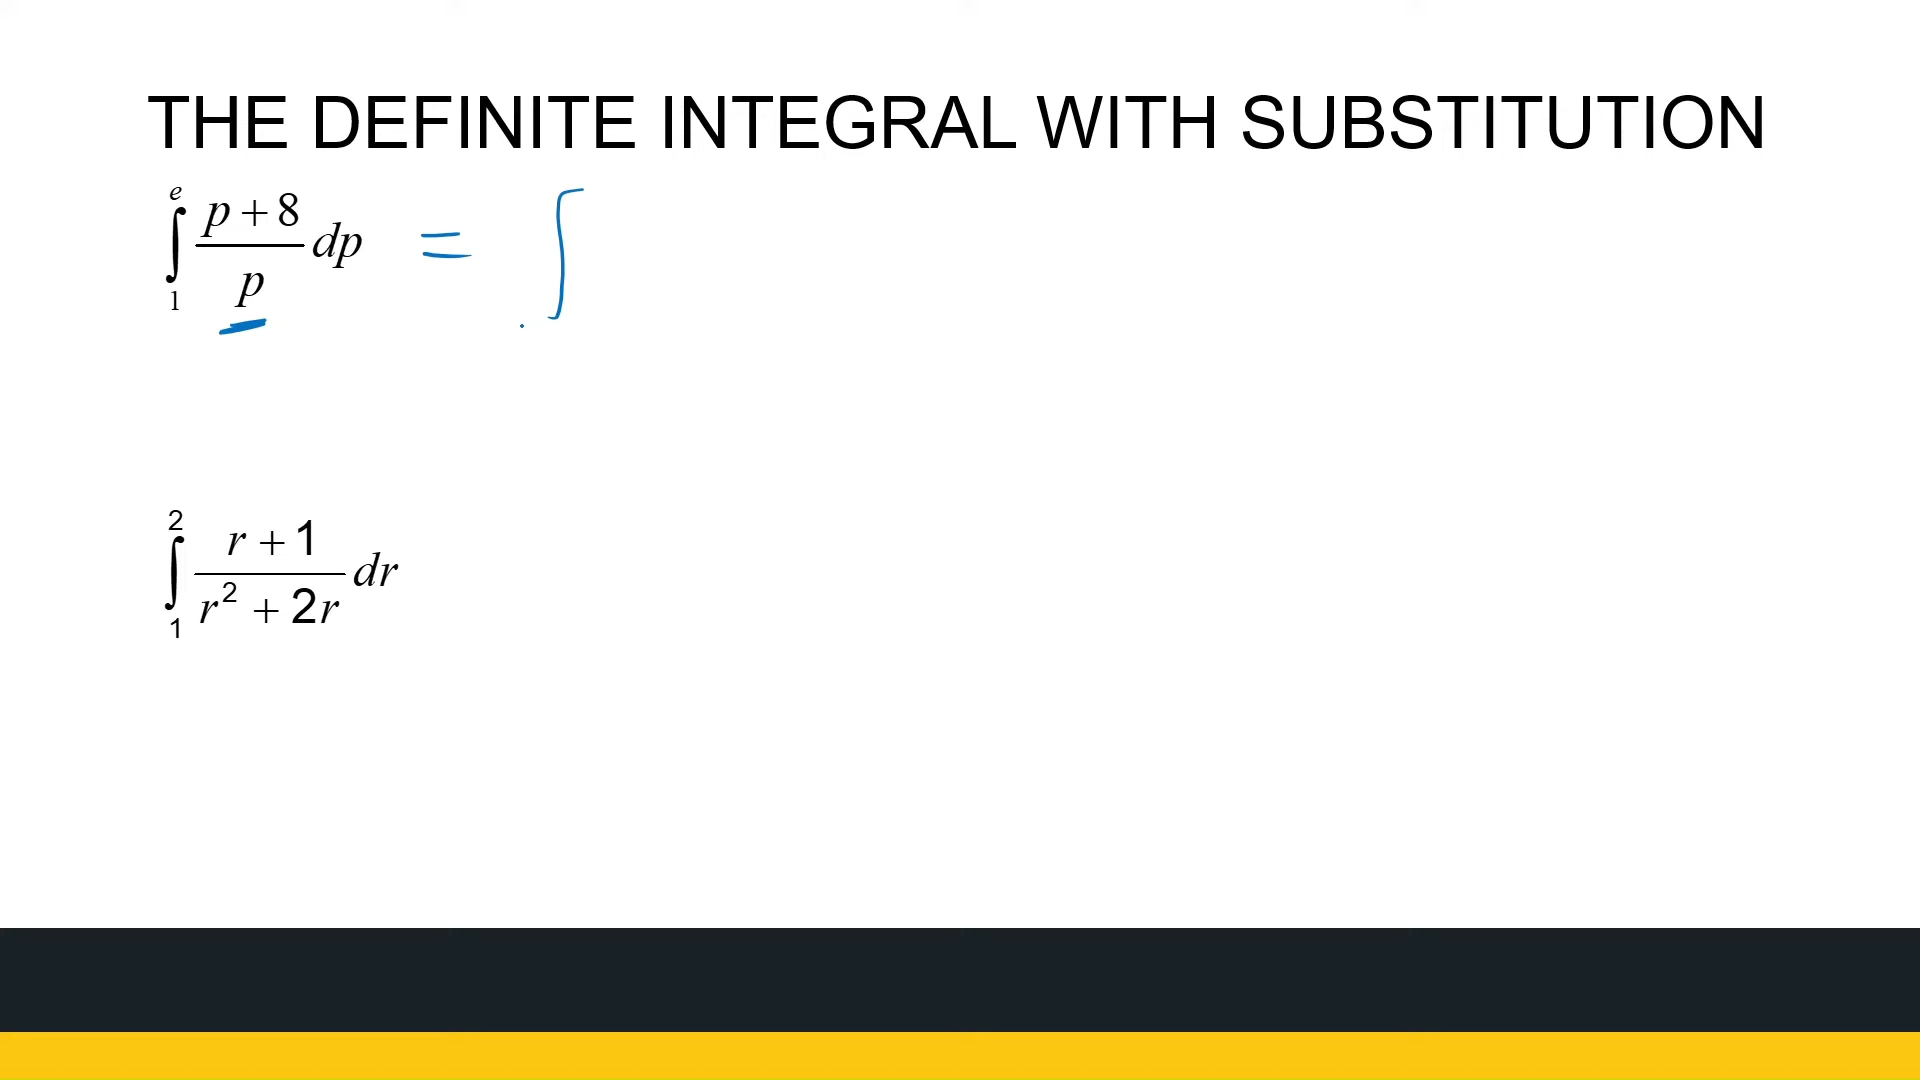 THE DEFINITE INTEGRAL WITH SUBSTITUTION
∫₁ᵉ (p + 8)/p dp = ∫
∫₁² (r + 1)/(r² + 2r) dr